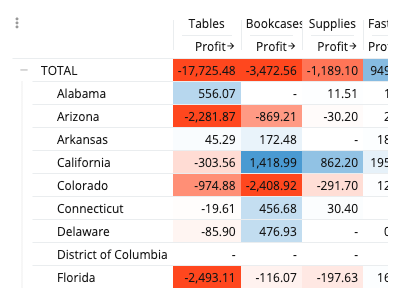 Tables Bookcases Supplies Fast
Profit→ Profit→ Profit→ Prof
TOTAL -17,725.48 -3,472.56 -1,189.10 949
Alabama 556.07 - 11.51 1
Arizona -2,281.87 -869.21 -30.20 2
Arkansas 45.29 172.48 - 18
California -303.56 1,418.99 862.20 195
Colorado -974.88 -2,408.92 -291.70 12
Connecticut -19.61 456.68 30.40
Delaware -85.90 476.93 - 0
District of Columbia - - -
Florida -2,493.11 -116.07 -197.63 16